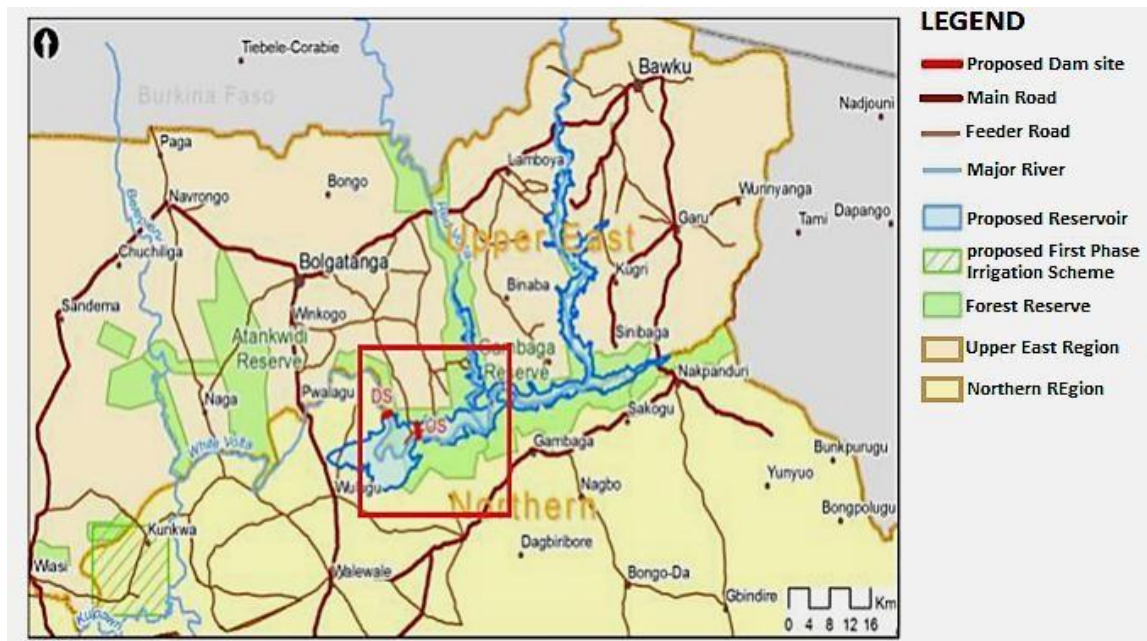 Tiebele-Corabie
Burkina Faso
Bawku
Nadjouni
Paga
Lamboya
Bongo
Navrongo
Wurinyanga
Red Volta
Garu
Tami
Dapango
Chuchiliga
Upper East
Bolgatanga
Kugri
Binaba
Sandema
Winkogo
Sinibaga
Atankwidi
Reserve
Gambaga
Reserve
Nakpanduri
Pwalagu
DS
Naga
Sakogu
White Volta
Gambaga
Bunkpurugu
Wulugu
Yunyuo
Nagbo
Northern
Bongpolugu
Kunkwa
Dagbiribore
Wiasi
Walewale
Bongo-Da
Gbindire
Km
0 4 8 12 16
LEGEND
Proposed Dam site
Main Road
Feeder Road
Major River
Proposed Reservoir
proposed First Phase
Irrigation Scheme
Forest Reserve
Upper East Region
Northern REgion